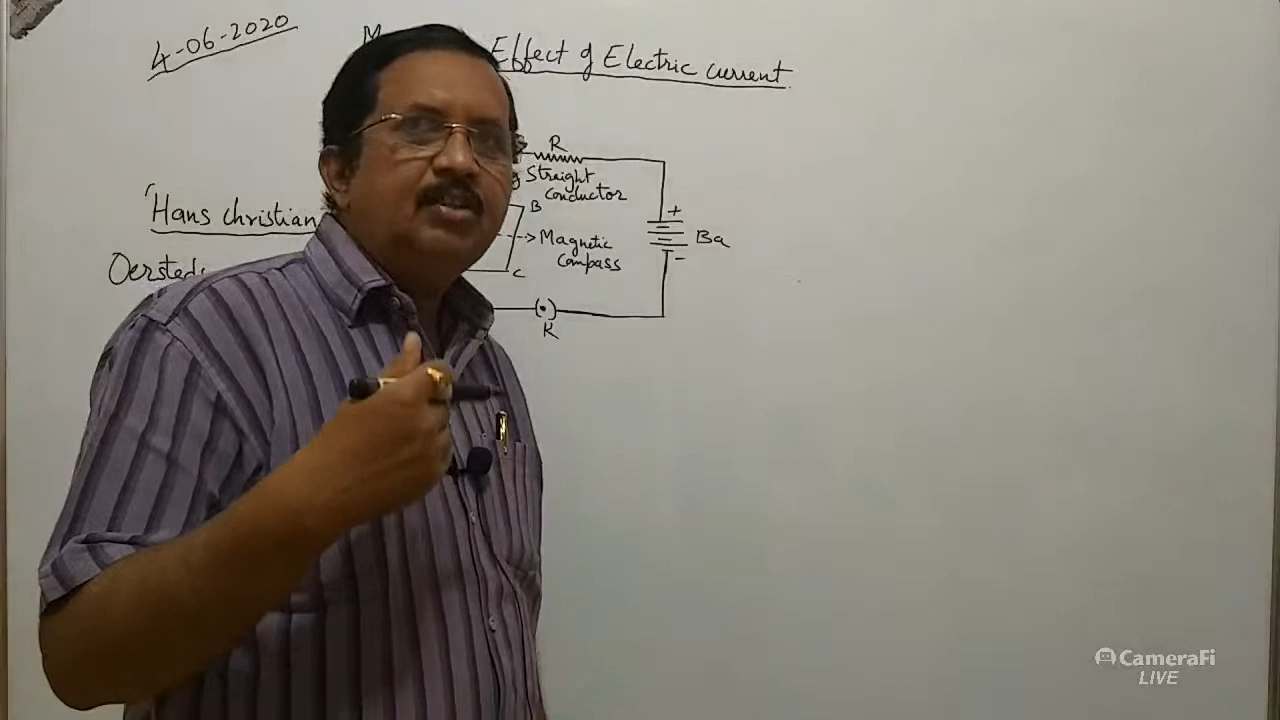 4-06-2020
Effect of Electric current
R
Straight
conductor
B
Magnetic
compass
C
+
Ba
-
K
Hans christian
Oersted
CameraFi
LIVE